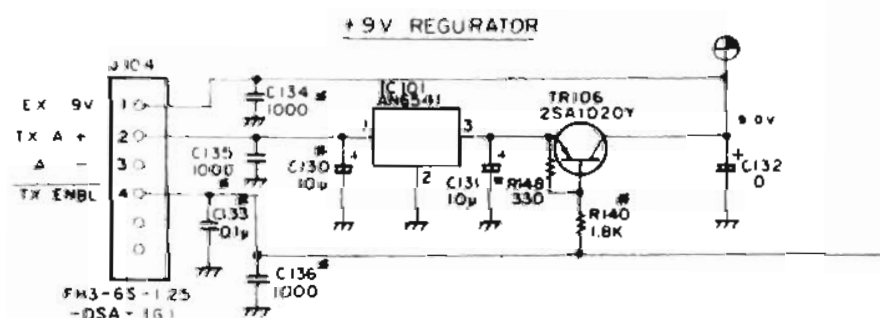 +9V REGURATOR
J104
EX 9V
TX A +
A -
TX ENBL
1
2
3
4
FH3-6S-1.25
-DSA-(G)
C134 *
1000
C135
1000
*
C133
0.1μ
*
C136 *
1000
*
C130
10μ
+
IC101
AN6541
1
3
2
+
C131
10μ
*
R148
330
TR106
2SA1020Y
R140
1.8K
*
9.0V
+
C132